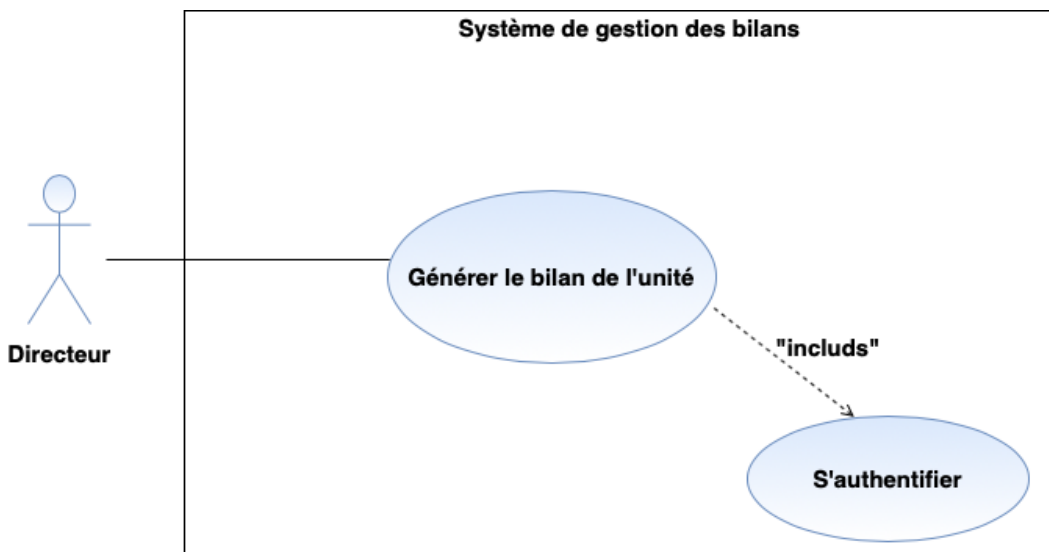 Système de gestion des bilans
Générer le bilan de l'unité
Directeur
"includs"
S'authentifier